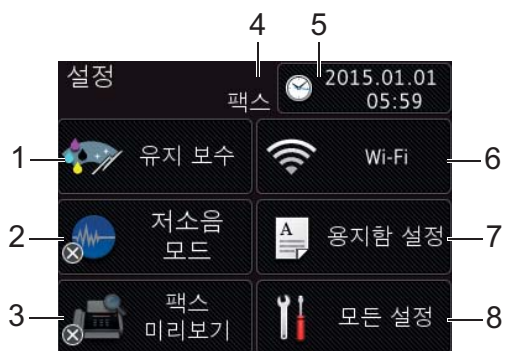 4 5
설정
팩스
2015.01.01
05:59
1 유지 보수
Wi-Fi 6
2 저소음
모드
A
용지함 설정 7
3 팩스
미리보기
모든 설정 8